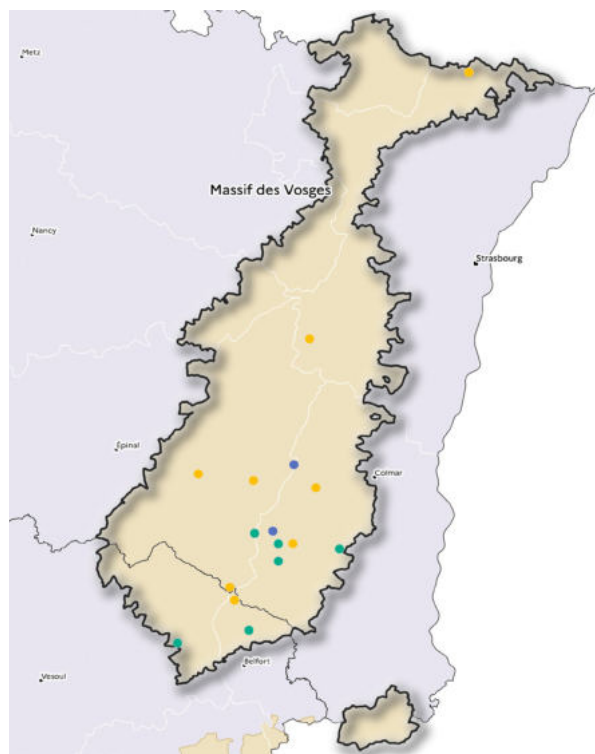 Metz
Massif des Vosges
Nancy
Strasbourg
Épinal
Colmar
Belfort
Vesoul